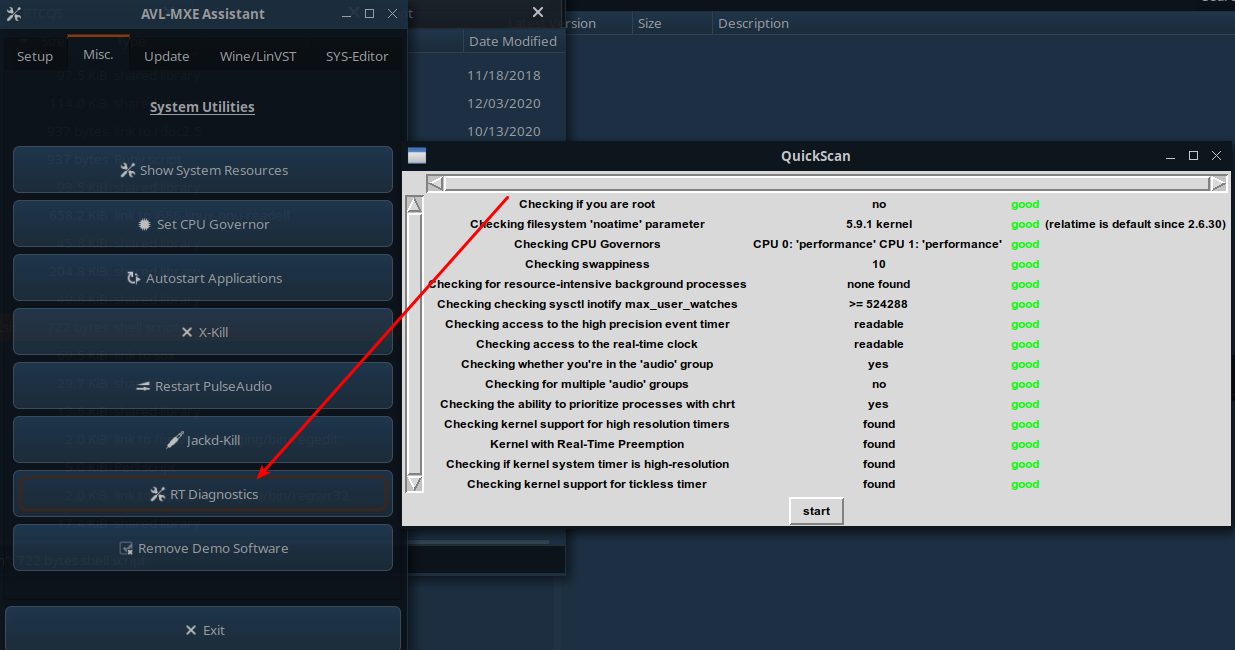 AVL-MXE Assistant
Setup Misc. Update Wine/LinVST SYS-Editor
System Utilities
Show System Resources
Set CPU Governor
Autostart Applications
X-Kill
Restart PulseAudio
Jackd-Kill
RT Diagnostics
Remove Demo Software
Exit
Date Modified
11/18/2018
12/03/2020
10/13/2020
Size Description
QuickScan
Checking if you are root no good
Checking filesystem 'noatime' parameter 5.9.1 kernel good (relatime is default since 2.6.30)
Checking CPU Governors CPU 0: 'performance' CPU 1: 'performance' good
Checking swappiness 10 good
Checking for resource-intensive background processes none found good
Checking checking sysctl inotify max_user_watches >= 524288 good
Checking access to the high precision event timer readable good
Checking access to the real-time clock readable good
Checking whether you're in the 'audio' group yes good
Checking for multiple 'audio' groups no good
Checking the ability to prioritize processes with chrt yes good
Checking kernel support for high resolution timers found good
Kernel with Real-Time Preemption found good
Checking if kernel system timer is high-resolution found good
Checking kernel support for tickless timer found good
start